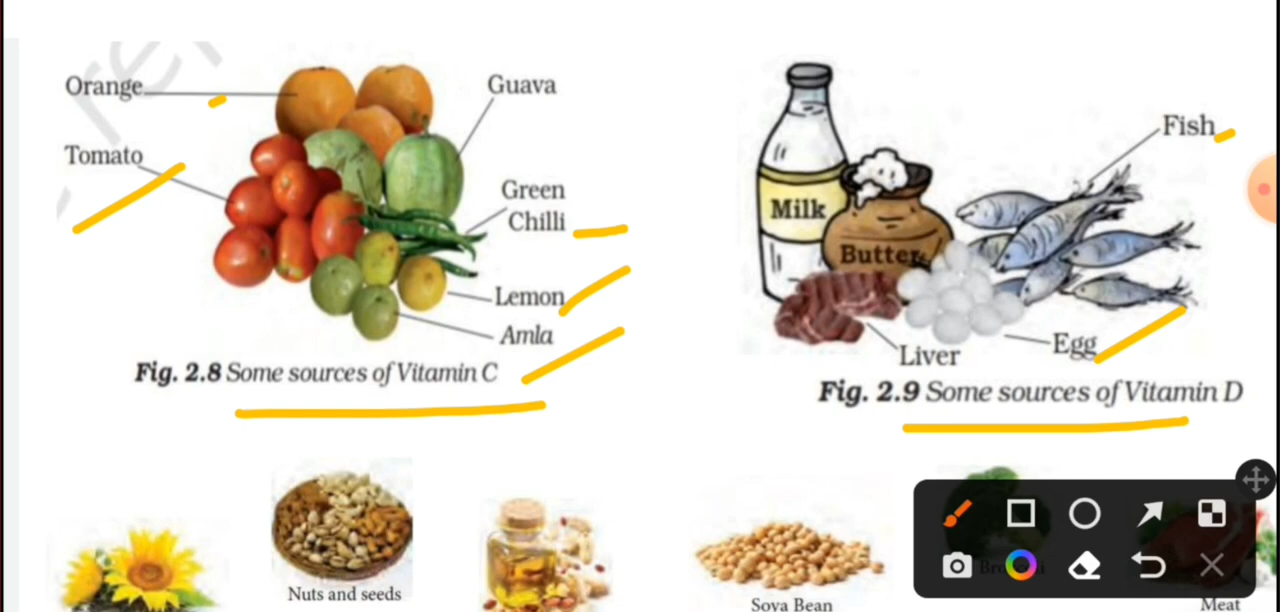 Orange
Guava
Tomato
Green
Chilli
Lemon
Amla
Fig. 2.8 Some sources of Vitamin C
Fish
Milk
Butter
Egg
Liver
Fig. 2.9 Some sources of Vitamin D
Nuts and seeds
Soya Bean
Meat